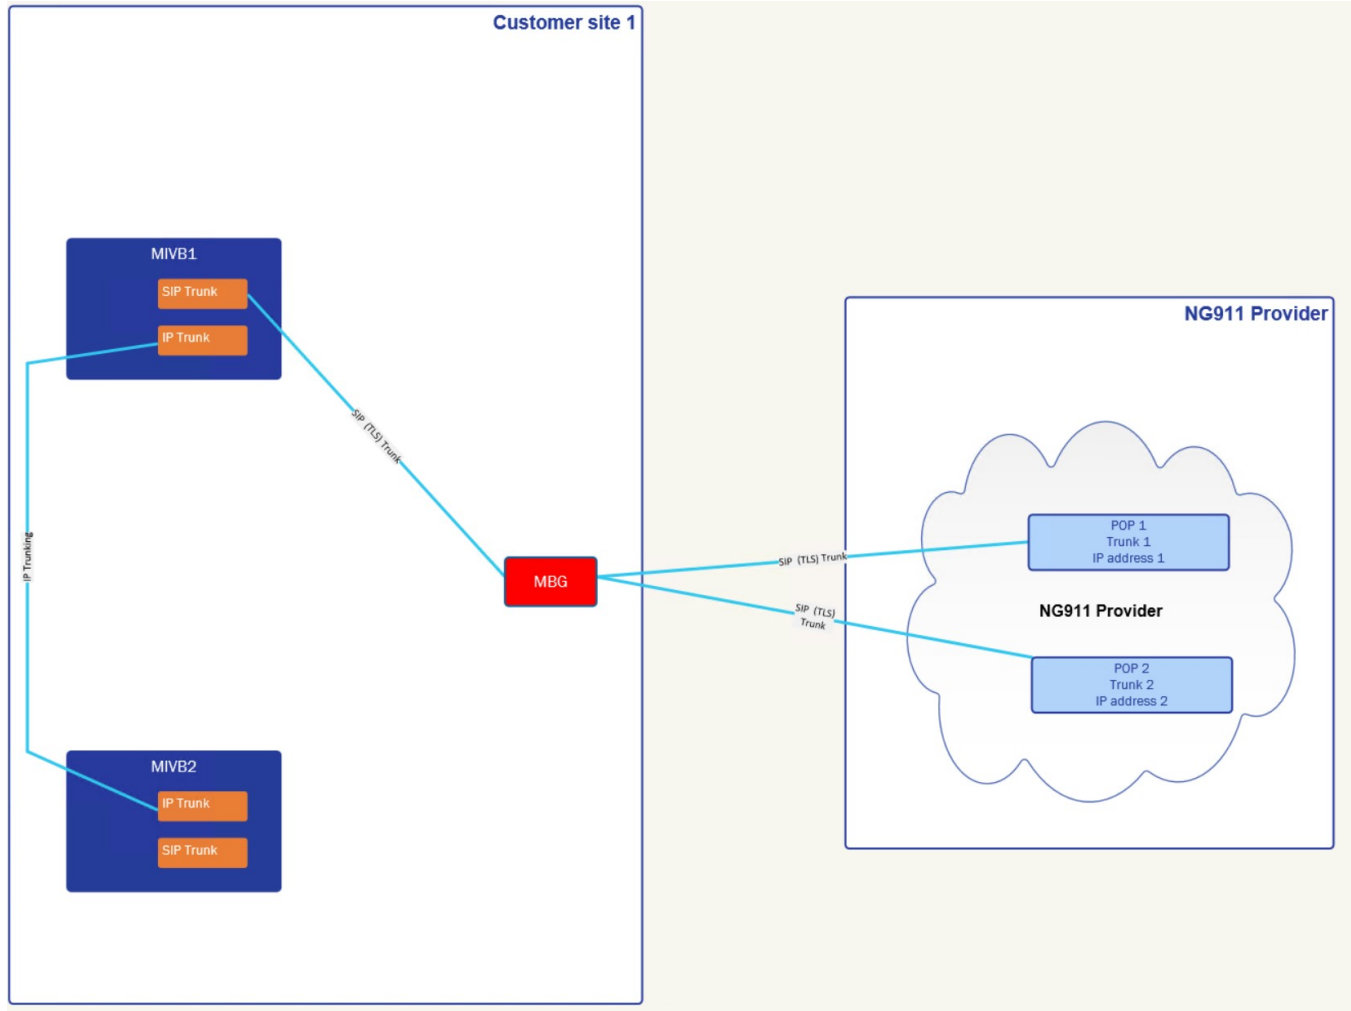 Customer site 1
MIVB1
SIP Trunk
IP Trunk
SIP (TLS) Trunk
IP Trunking
MBG
MIVB2
IP Trunk
SIP Trunk
SIP (TLS) Trunk
SIP (TLS)
Trunk
NG911 Provider
POP 1
Trunk 1
IP address 1
NG911 Provider
POP 2
Trunk 2
IP address 2